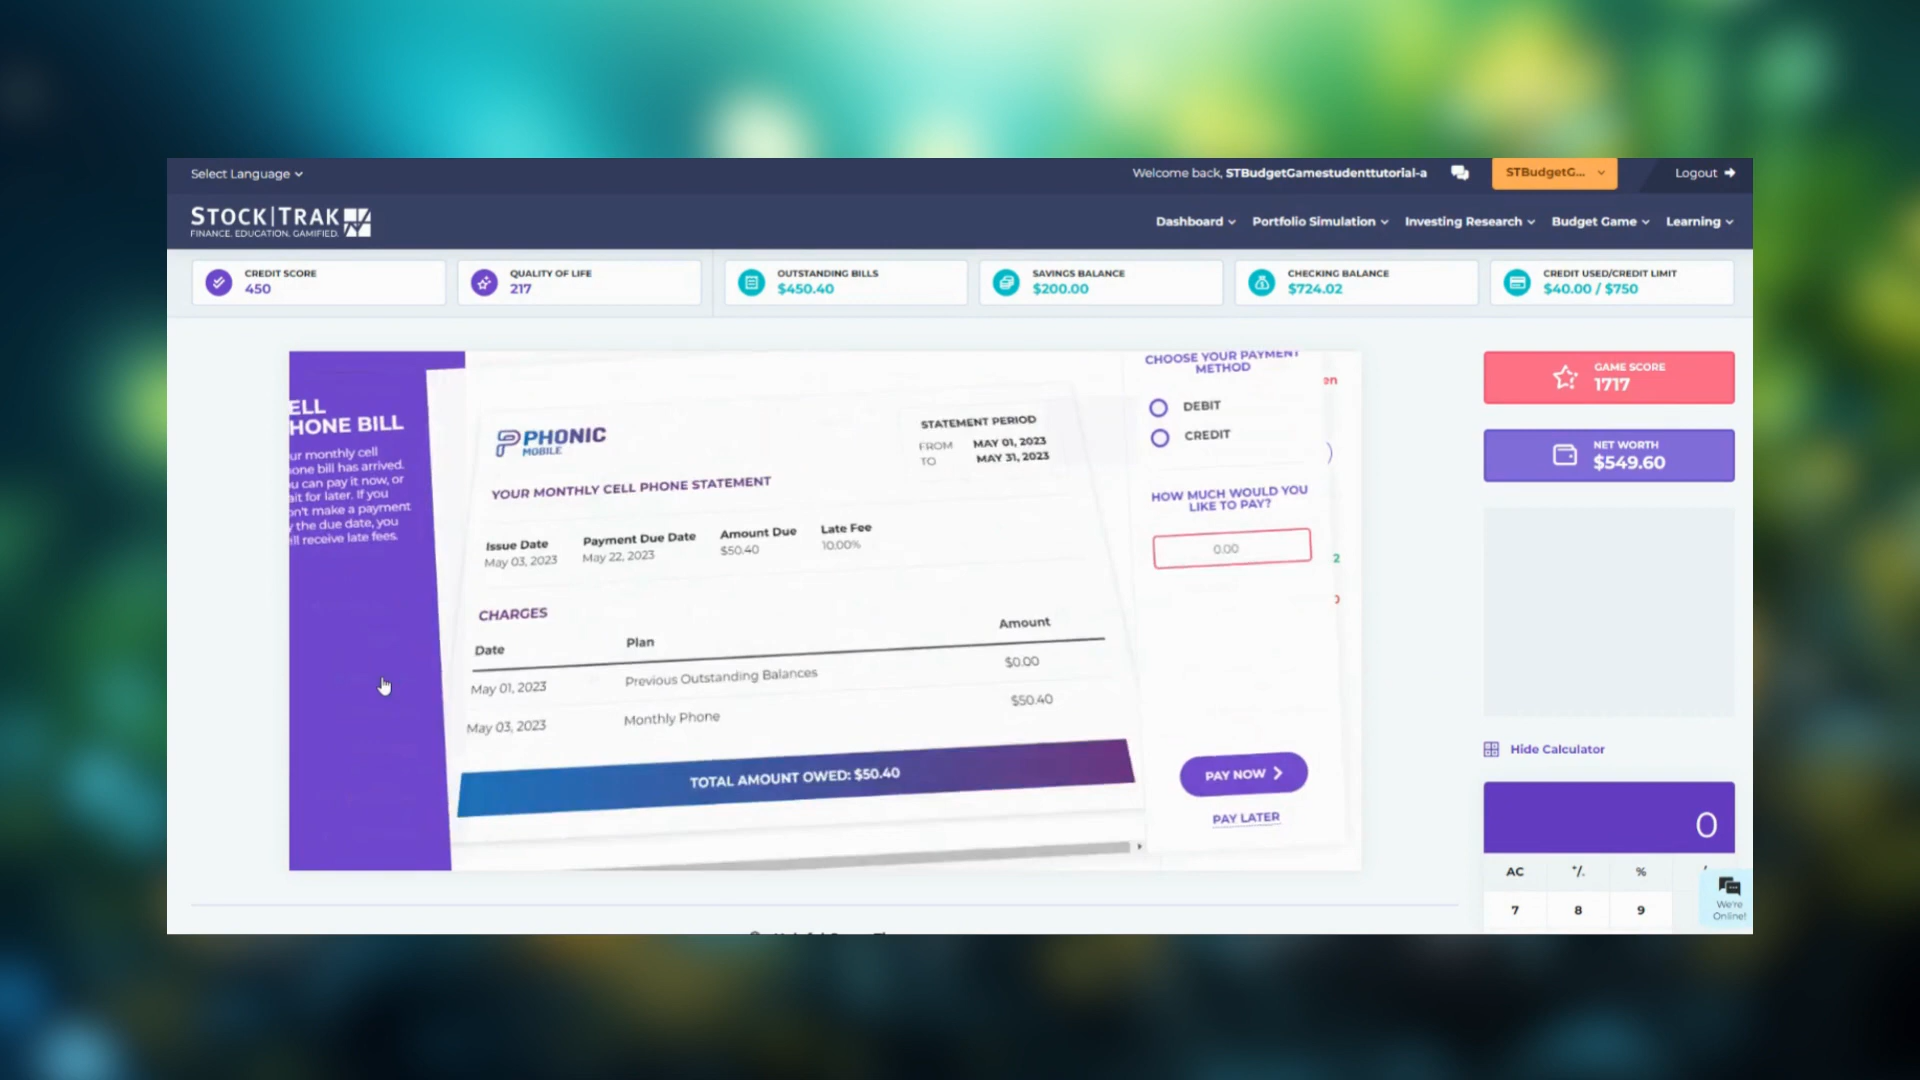 Select Language
Welcome back, STBudgetGamestudenttutorial-a
STBudgetG...
Logout
STOCK|TRAK
FINANCE. EDUCATION. GAMIFIED.
Dashboard
Portfolio Simulation
Investing Research
Budget Game
Learning
CREDIT SCORE
450
QUALITY OF LIFE
217
OUTSTANDING BILLS
$450.40
SAVINGS BALANCE
$200.00
CHECKING BALANCE
$724.02
CREDIT USED/CREDIT LIMIT
$40.00 / $750
ELL
HONE BILL
ur monthly cell
one bill has arrived.
u can pay it now, or
ait for later. If you
on't make a payment
y the due date, you
ll receive late fees.
PHONIC
MOBILE
STATEMENT PERIOD
FROM MAY 01, 2023
TO MAY 31, 2023
YOUR MONTHLY CELL PHONE STATEMENT
Issue Date Payment Due Date Amount Due Late Fee
May 03, 2023 May 22, 2023 $50.40 10.00%
CHARGES
Date Plan Amount
May 01, 2023 Previous Outstanding Balances $0.00
May 03, 2023 Monthly Phone $50.40
TOTAL AMOUNT OWED: $50.40
CHOOSE YOUR PAYMENT
METHOD
DEBIT
CREDIT
HOW MUCH WOULD YOU
LIKE TO PAY?
0.00
PAY NOW
PAY LATER
en
2
GAME SCORE
1717
NET WORTH
$549.60
Hide Calculator
0
AC +/. %
7 8 9
We're
Online!